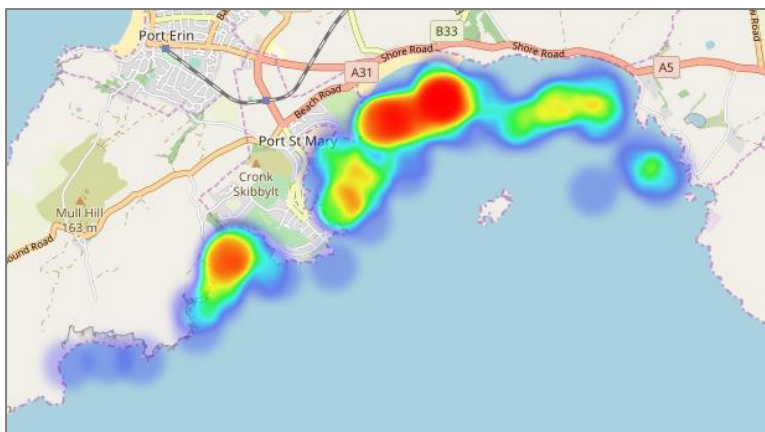 Port Erin
B33
Shore Road
Shore Road
A31
A5
Beach Road
Port St Mary
Cronk
Skibbylt
Mull Hill
163 m
ound Road